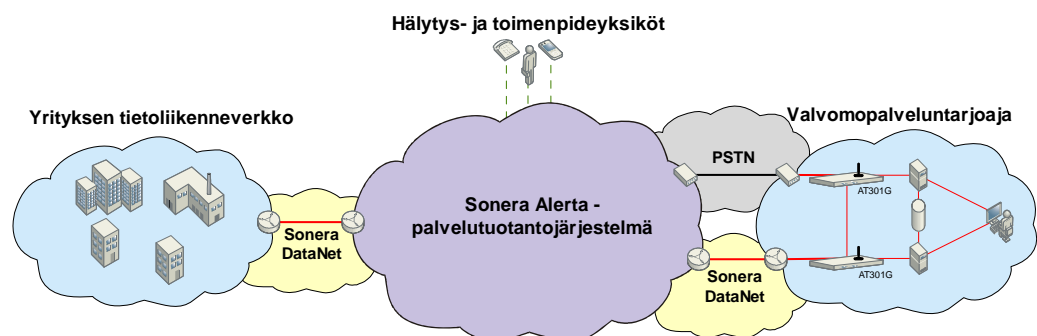 Hälytys- ja toimenpideyksiköt
Yrityksen tietoliikenneverkko
Valvomopalveluntarjoaja
PSTN
AT301G
Sonera Alerta -
palvelutuotantojärjestelmä
Sonera
DataNet
Sonera
DataNet
AT301G